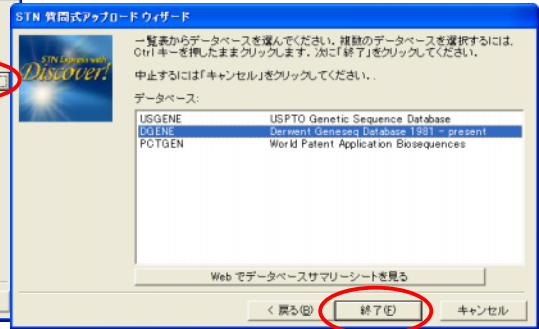 STN 質問式アップロード ウィザード
STN Express with
Discover!
一覧表からデータベースを選んでください. 複数のデータベースを選択するには.
Ctrl キーを押したままクリックします. 次に「終了」をクリックしてください.
中止するには「キャンセル」をクリックしてください. .
データベース:
USGENE USPTO Genetic Sequence Database
DGENE Derwent Geneseq Database 1981 - present
PCTGEN World Patent Application Biosequences
Web でデータベースサマリーシートを見る
< 戻る(B) 終了(F) キャンセル